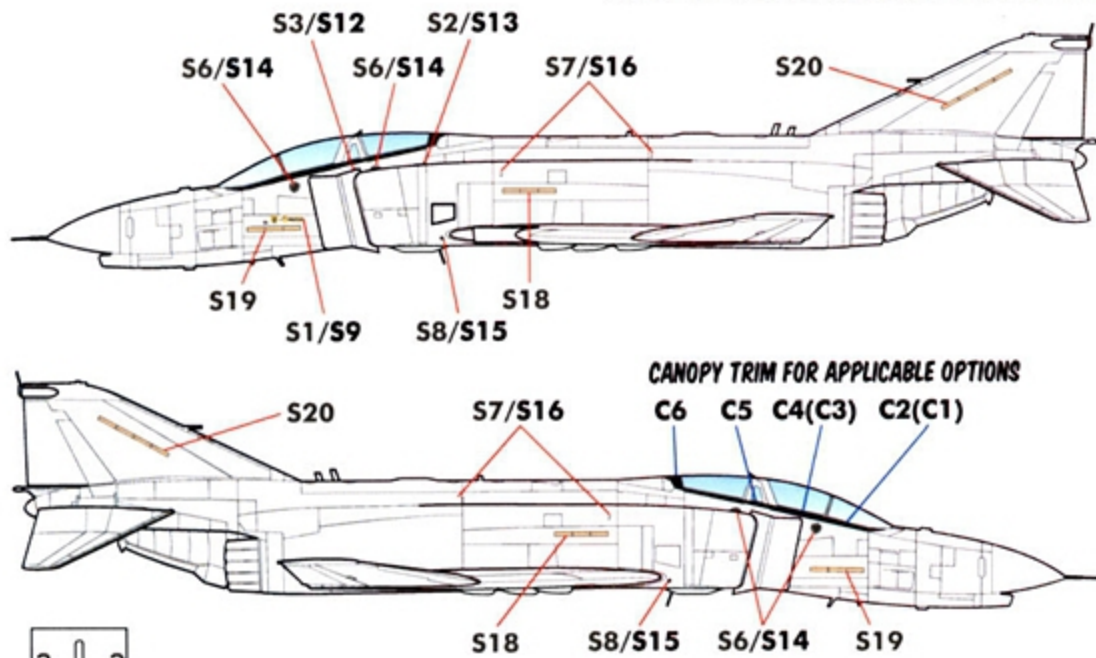 S3/S12 S2/S13
S6/S14 S6/S14 S7/S16 S20
S19 S18
S1/S9 S8/S15
CANOPY TRIM FOR APPLICABLE OPTIONS
S20 S7/S16 C6 C5 C4(C3) C2(C1)
S18 S8/S15 S6/S14 S19